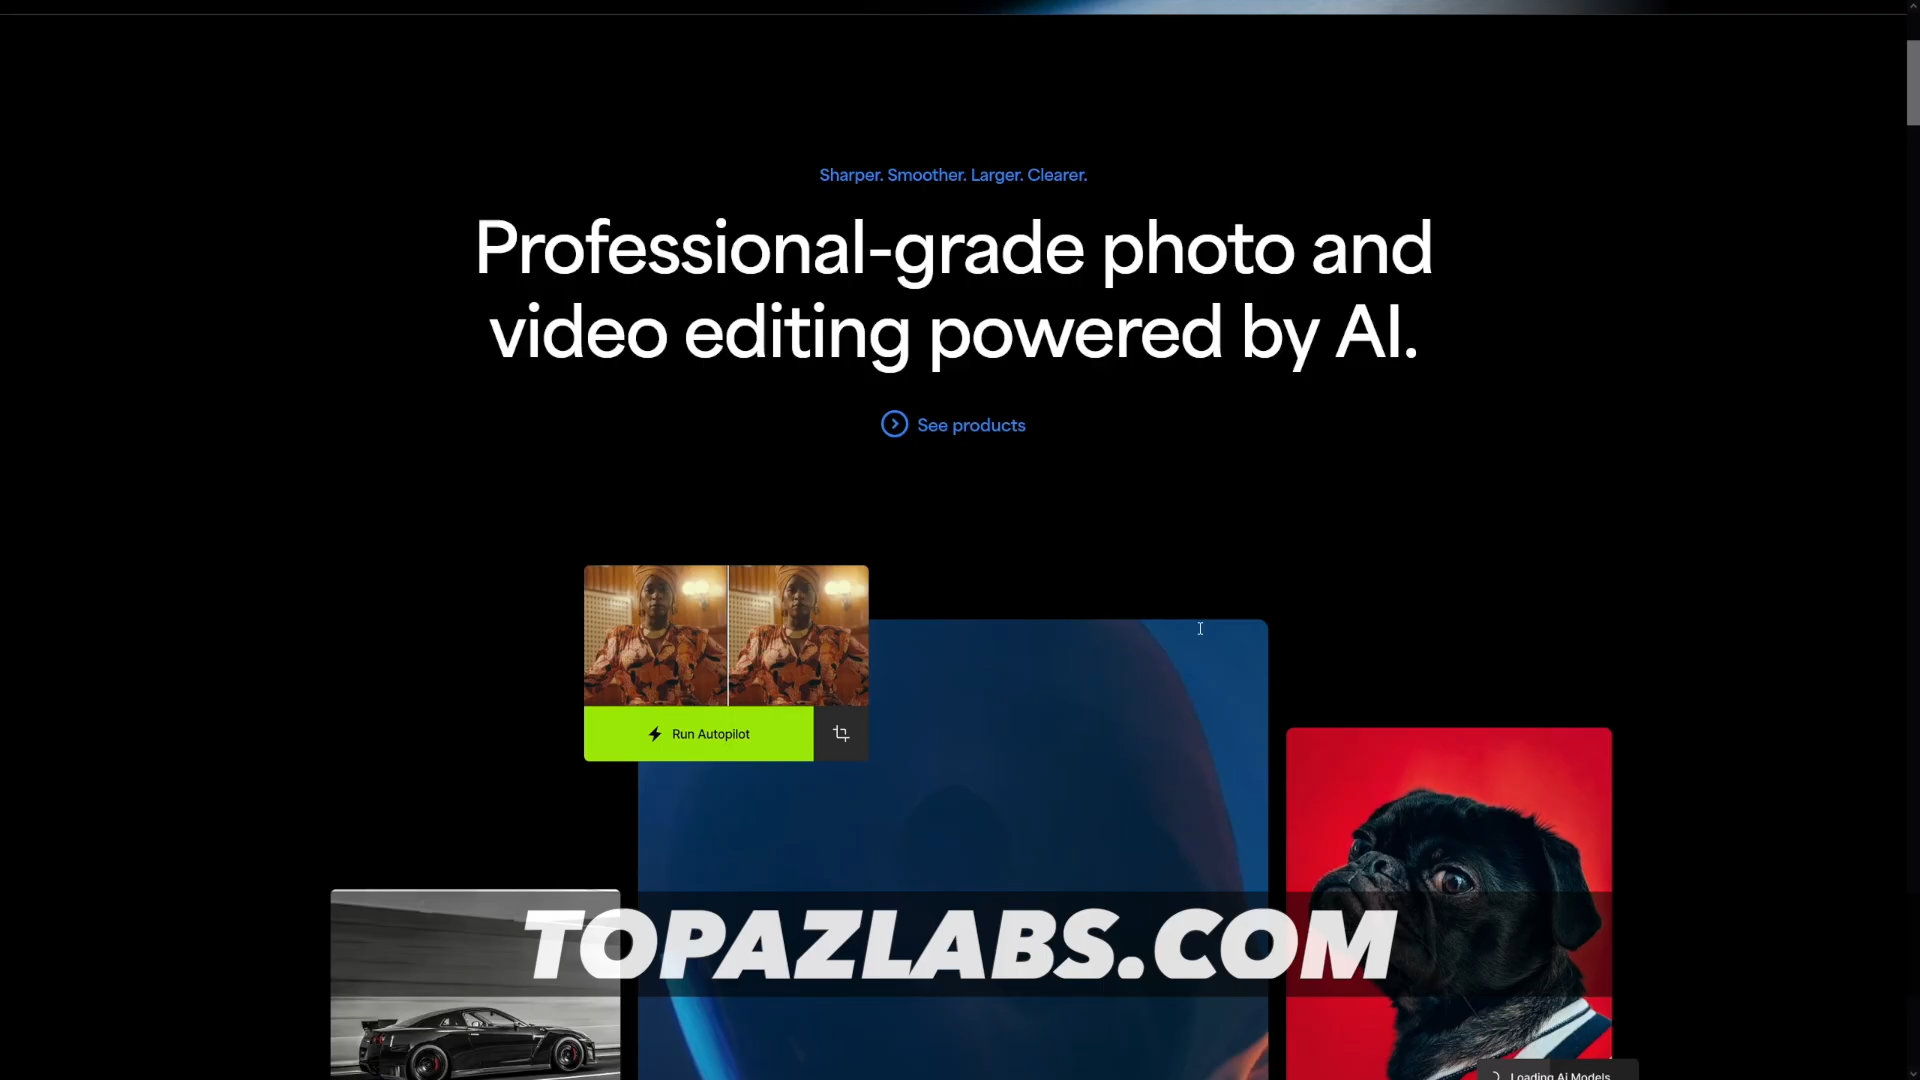 Sharper. Smoother. Larger. Clearer.
Professional-grade photo and
video editing powered by AI.
See products
Run Autopilot
TOPAZLABS.COM
Loading Ai Models